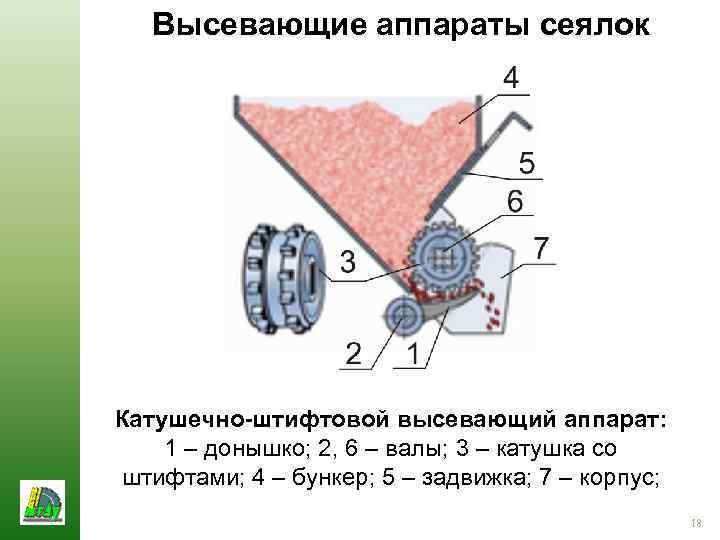 Высевающие аппараты сеялок
4
5
6
7
3
2
1
Катушечно-штифтовой высевающий аппарат:
1 – донышко; 2, 6 – валы; 3 – катушка со
штифтами; 4 – бункер; 5 – задвижка; 7 – корпус;
18